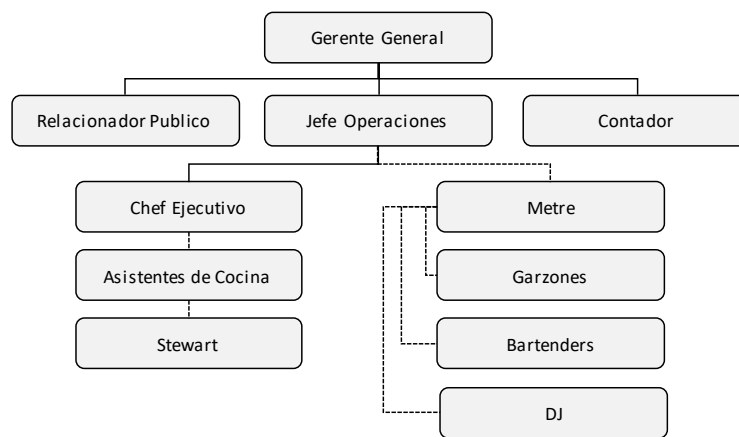 Gerente General
Relacionador Publico
Jefe Operaciones
Contador
Chef Ejecutivo
Metre
Asistentes de Cocina
Garzones
Stewart
Bartenders
DJ